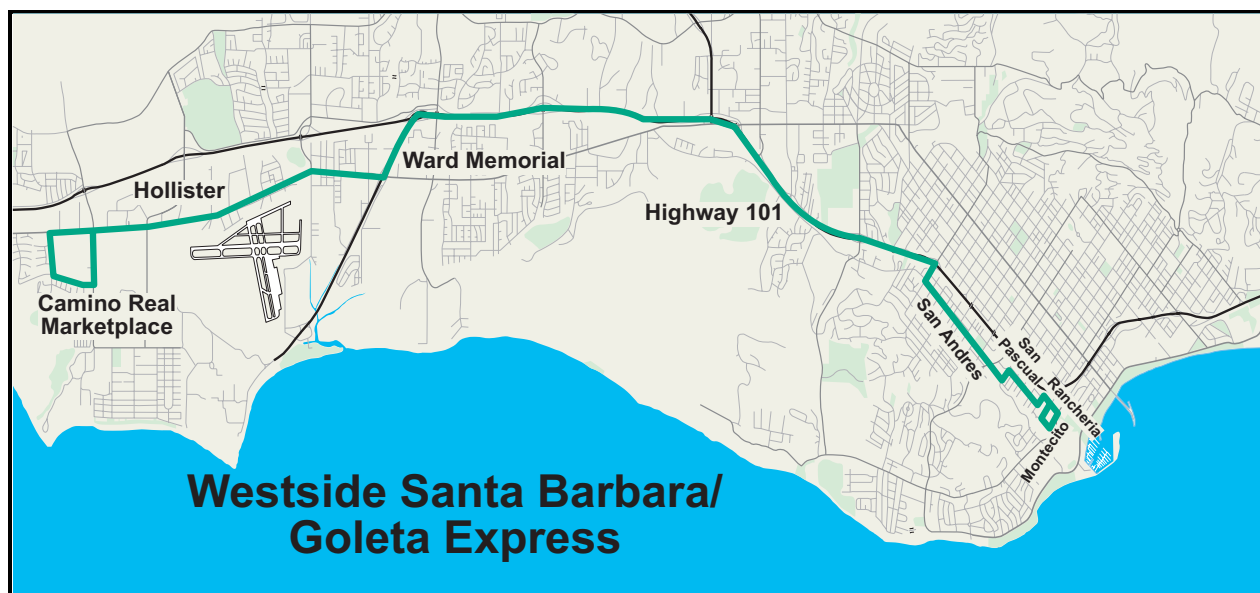 Ward Memorial
Hollister
Highway 101
Camino Real
Marketplace
San Andres
San
Pascual
Rancheria
Montecito
Westside Santa Barbara/
Goleta Express